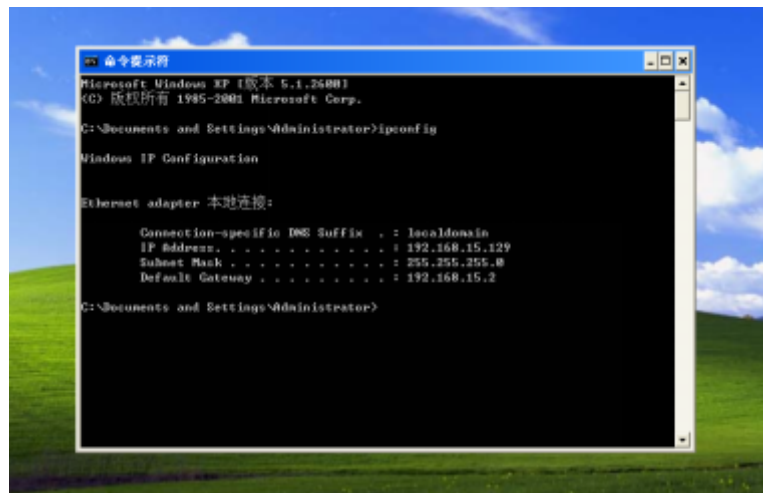 命令提示符
Microsoft Windows XP [版本 5.1.2600]
(C) 版权所有 1985-2001 Microsoft Corp.
C:\Documents and Settings\Administrator>ipconfig
Windows IP Configuration
Ethernet adapter 本地连接:
Connection-specific DNS Suffix  . : localdomain
IP Address. . . . . . . . . . . . : 192.168.15.129
Subnet Mask . . . . . . . . . . . : 255.255.255.0
Default Gateway . . . . . . . . . : 192.168.15.2
C:\Documents and Settings\Administrator>